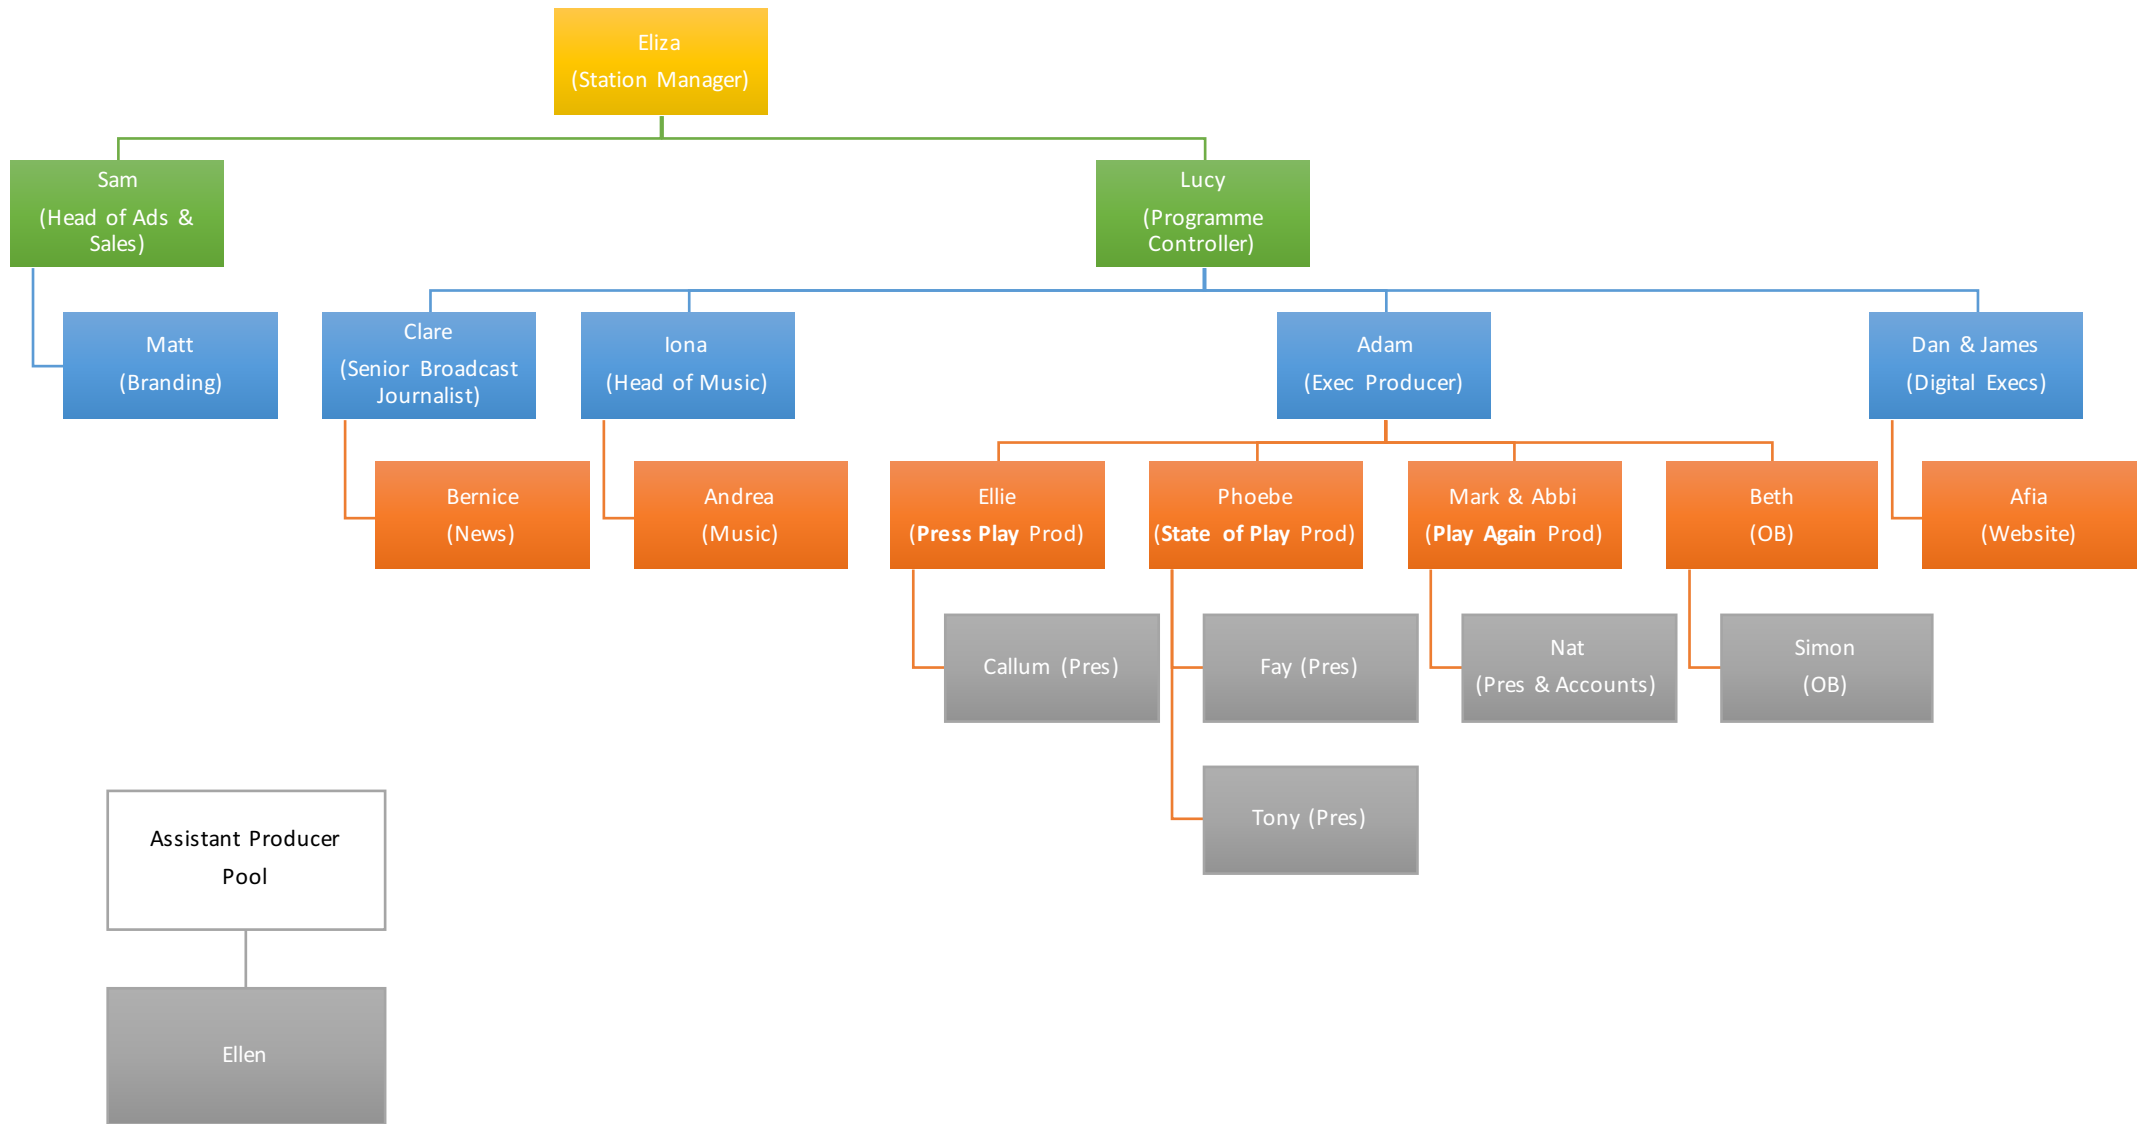 Eliza
(Station Manager)
Sam
(Head of Ads &
Sales)
Lucy
(Programme
Controller)
Matt
(Branding)
Clare
(Senior Broadcast
Journalist)
Iona
(Head of Music)
Adam
(Exec Producer)
Dan & James
(Digital Execs)
Bernice
(News)
Andrea
(Music)
Ellie
(Press Play Prod)
Phoebe
(State of Play Prod)
Mark & Abbi
(Play Again Prod)
Beth
(OB)
Afia
(Website)
Callum (Pres)
Fay (Pres)
Nat
(Pres & Accounts)
Simon
(OB)
Tony (Pres)
Assistant Producer
Pool
Ellen